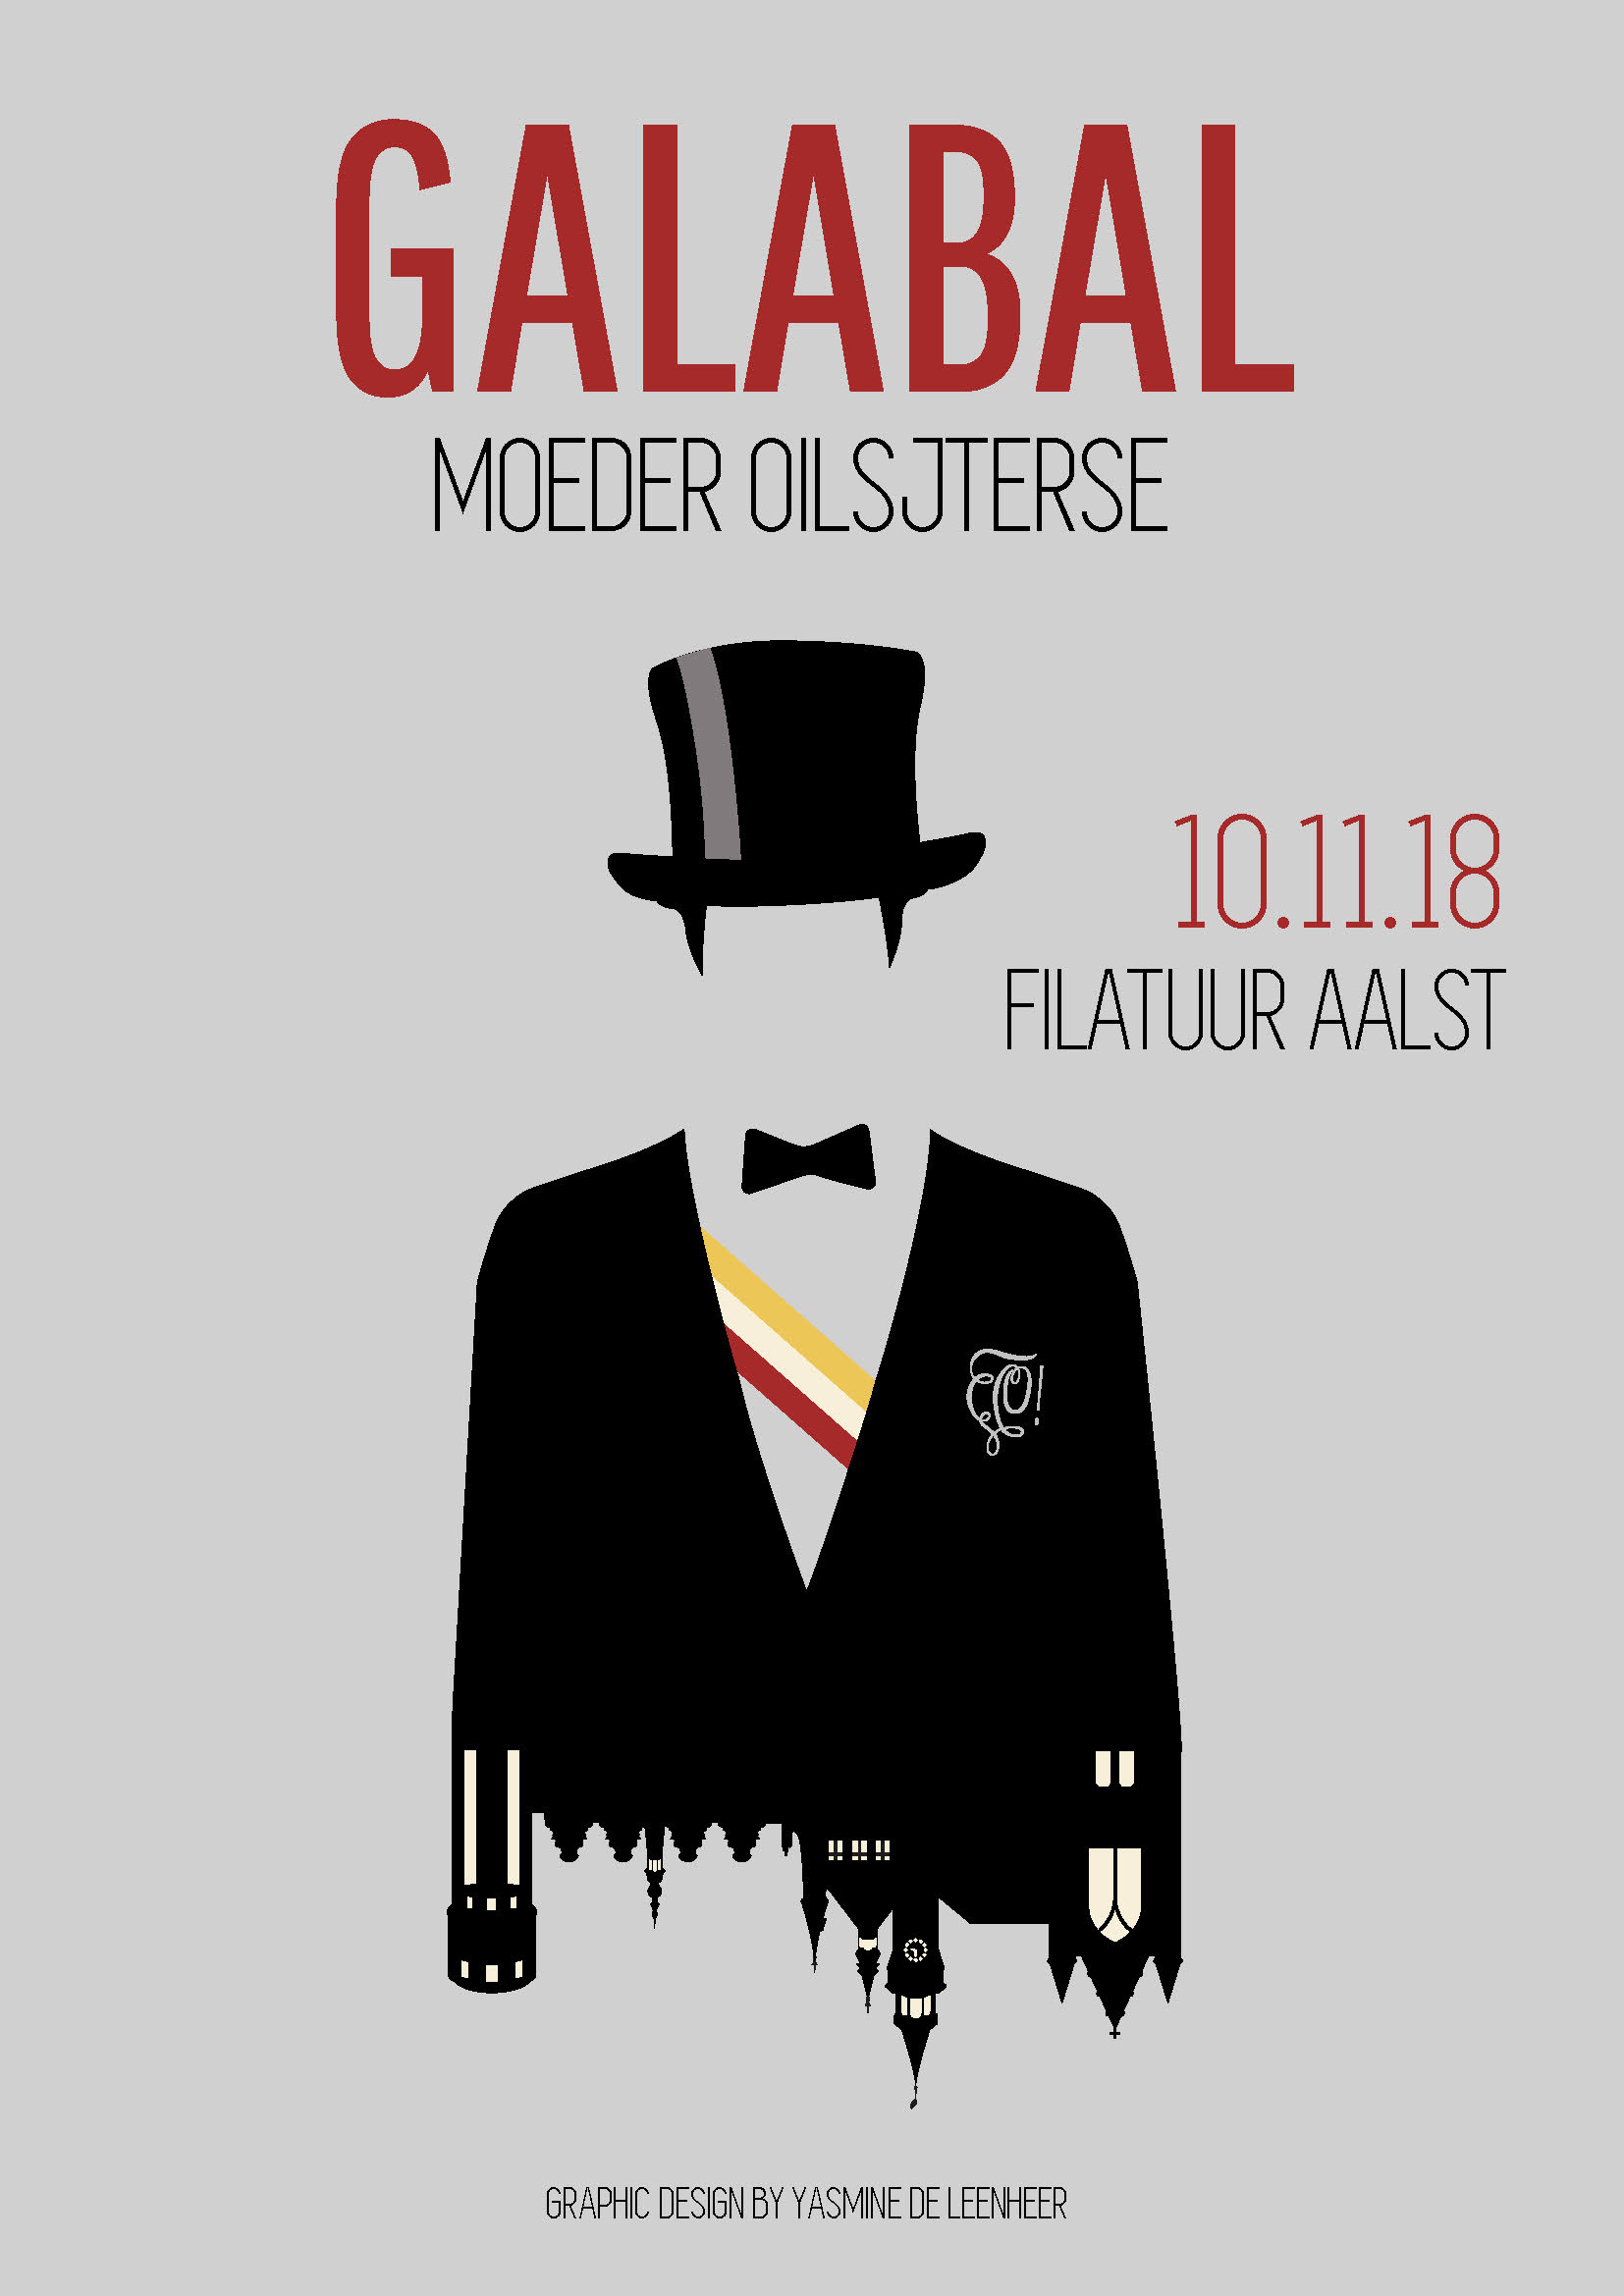 GALABAL
MOEDER OILSJTERSE
10.11.18
FILATUUR AALST
GRAPHIC DESIGN BY YASMINE DE LEENHEER